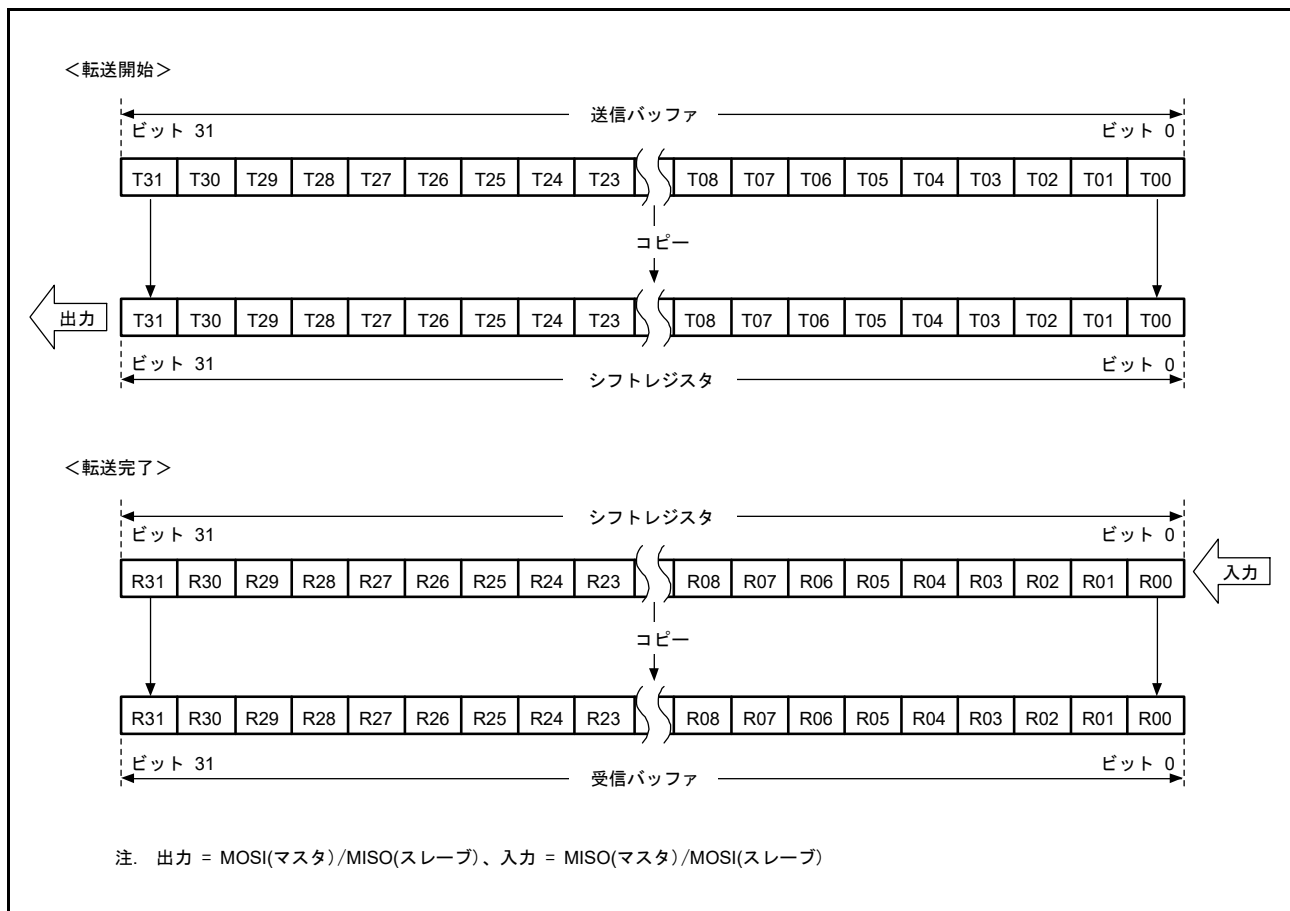 ＜転送開始＞
送信バッファ
ビット 31 ビット 0
T31 T30 T29 T28 T27 T26 T25 T24 T23 T08 T07 T06 T05 T04 T03 T02 T01 T00
コピー
出力 T31 T30 T29 T28 T27 T26 T25 T24 T23 T08 T07 T06 T05 T04 T03 T02 T01 T00
ビット 31 ビット 0
シフトレジスタ
＜転送完了＞
シフトレジスタ
ビット 31 ビット 0
R31 R30 R29 R28 R27 R26 R25 R24 R23 R08 R07 R06 R05 R04 R03 R02 R01 R00 入力
コピー
R31 R30 R29 R28 R27 R26 R25 R24 R23 R08 R07 R06 R05 R04 R03 R02 R01 R00
ビット 31 ビット 0
受信バッファ
注. 出力 = MOSI(マスタ)/MISO(スレーブ)、入力 = MISO(マスタ)/MOSI(スレーブ)